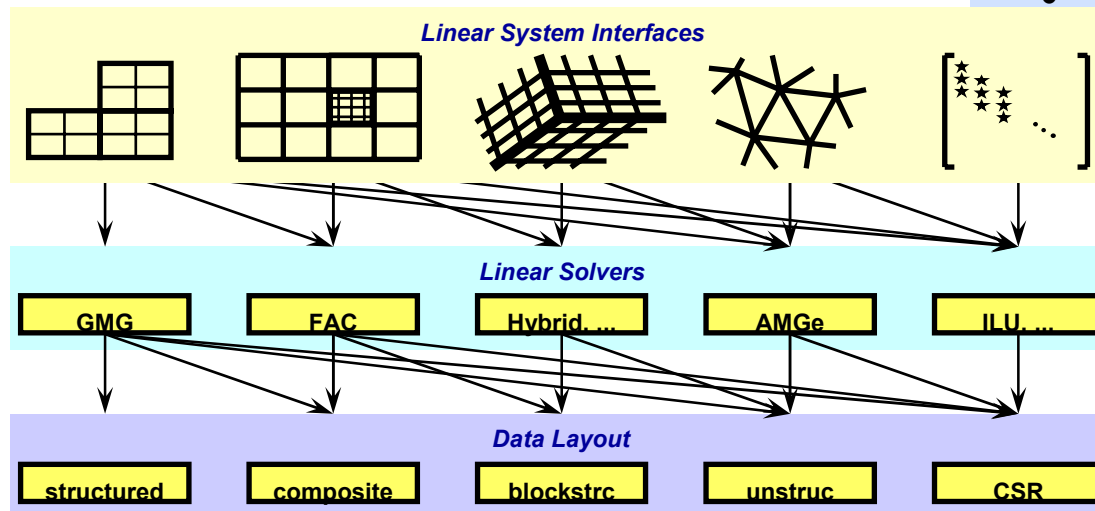 Linear System Interfaces
Linear Solvers
GMG FAC Hybrid, ... AMGe ILU, ...
Data Layout
structured composite blockstrc unstruc CSR